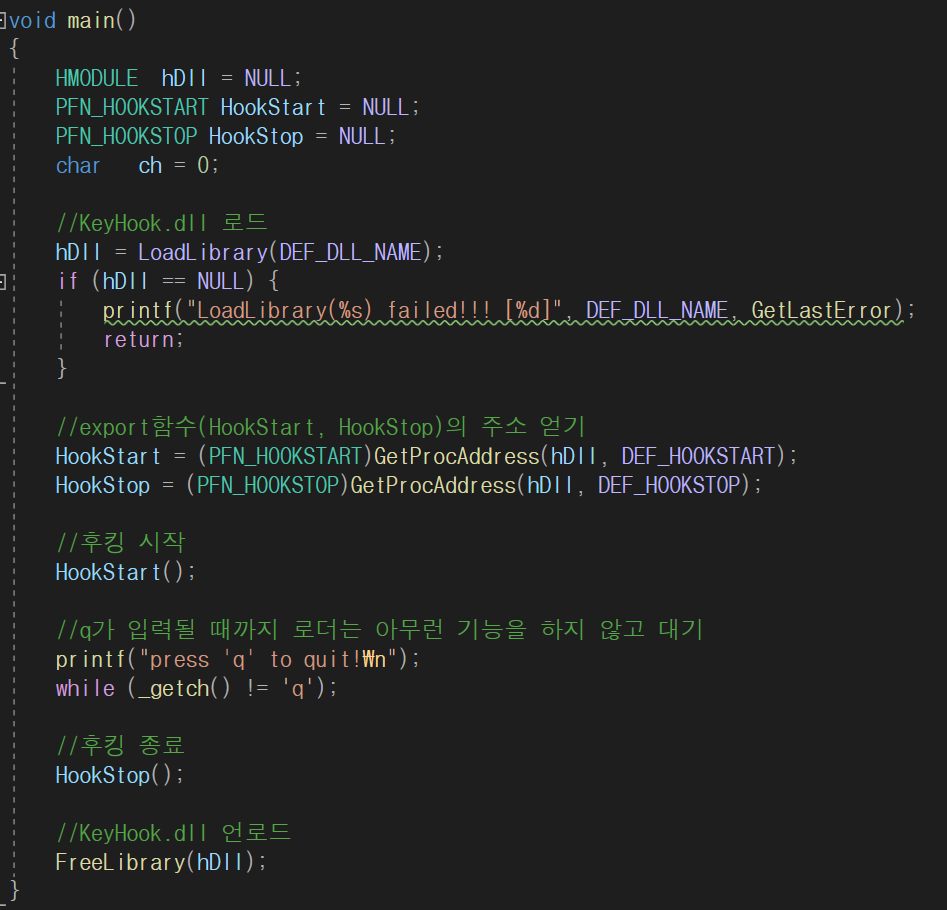 void main()
{
HMODULE hDll = NULL;
PFN_HOOKSTART HookStart = NULL;
PFN_HOOKSTOP HookStop = NULL;
char ch = 0;
//KeyHook.dll 로드
hDll = LoadLibrary(DEF_DLL_NAME);
if (hDll == NULL) {
printf("LoadLibrary(%s) failed!!! [%d]", DEF_DLL_NAME, GetLastError);
return;
}
//export함수(HookStart, HookStop)의 주소 얻기
HookStart = (PFN_HOOKSTART)GetProcAddress(hDll, DEF_HOOKSTART);
HookStop = (PFN_HOOKSTOP)GetProcAddress(hDll, DEF_HOOKSTOP);
//후킹 시작
HookStart();
//q가 입력될 때까지 로더는 아무런 기능을 하지 않고 대기
printf("press 'q' to quit!₩n");
while (_getch() != 'q');
//후킹 종료
HookStop();
//KeyHook.dll 언로드
FreeLibrary(hDll);
}